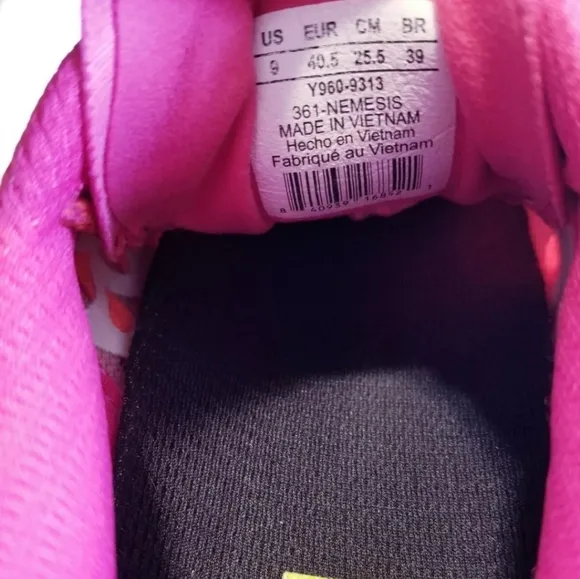 US EUR CM BR
9 40.5 25.5 39
Y960-9313
361-NEMESIS
MADE IN VIETNAM
Hecho en Vietnam
Fabriqué au Vietnam